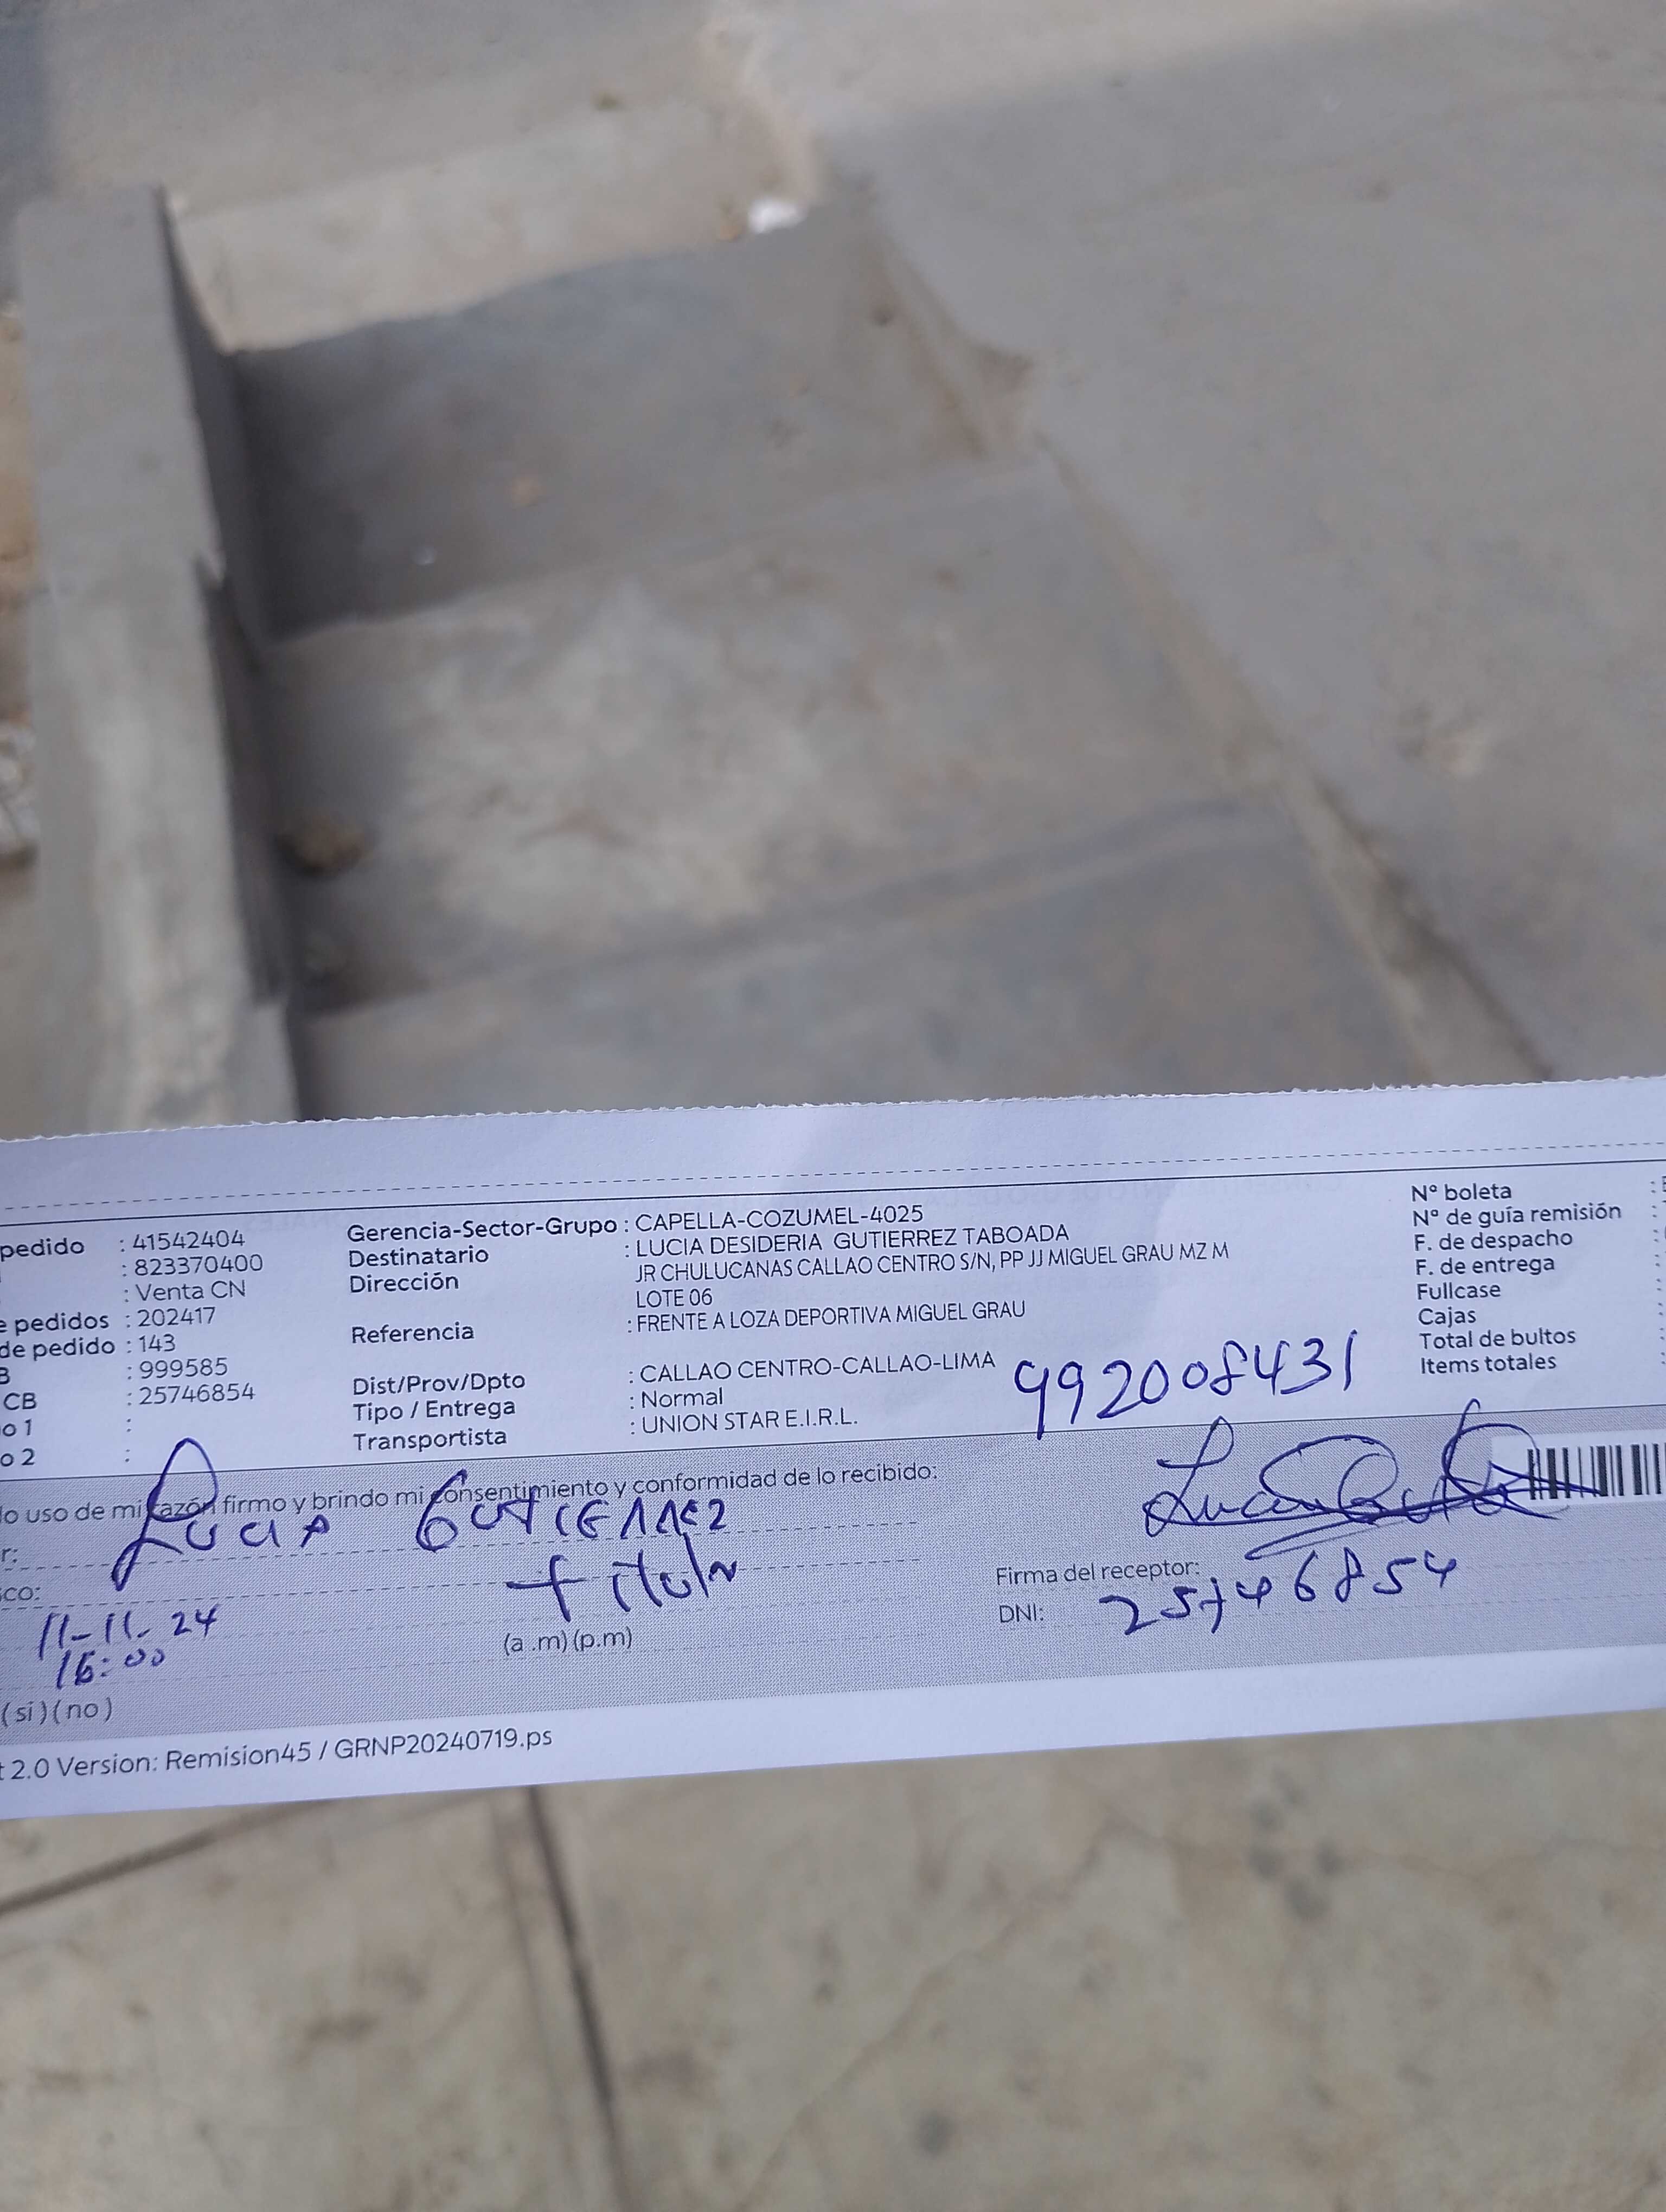 pedido : 41542404
: 823370400
: Venta CN
e pedidos : 202417
de pedido : 143
B : 999585
CB : 25746854
o 1 :
o 2 :
Gerencia-Sector-Grupo : CAPELLA-COZUMEL-4025
Destinatario : LUCIA DESIDERIA GUTIERREZ TABOADA
Dirección JR CHULUCANAS CALLAO CENTRO S/N, PP JJ MIGUEL GRAU MZ M
LOTE 06
Referencia : FRENTE A LOZA DEPORTIVA MIGUEL GRAU
Dist/Prov/Dpto : CALLAO CENTRO-CALLAO-LIMA
Tipo / Entrega : Normal
Transportista : UNION STAR E.I.R.L.
992008431
N° boleta :
N° de guía remisión :
F. de despacho :
F. de entrega :
Fullcase :
Cajas :
Total de bultos :
Items totales :
lo uso de mi razón firmo y brindo mi consentimiento y conformidad de lo recibido:
r: Lucia Gutierrez
co: titular
11-11-24
16:00
(a .m) (p.m)
Firma del receptor:
DNI: 25746854
(si) (no)
t 2.0 Version: Remision45 / GRNP20240719.ps